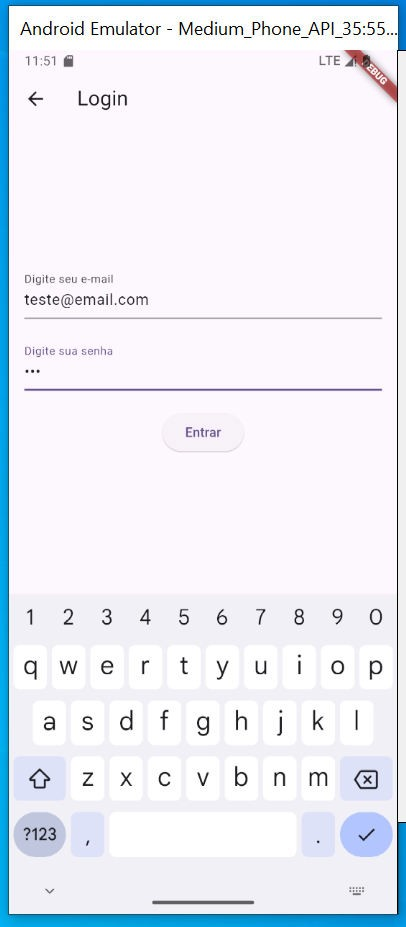 Android Emulator - Medium_Phone_API_35:55...
11:51 LTE
DEBUG
Login
Digite seu e-mail
teste@email.com
Digite sua senha
•••
Entrar
1 2 3 4 5 6 7 8 9 0
q w e r t y u i o p
a s d f g h j k l
z x c v b n m
?123 , .